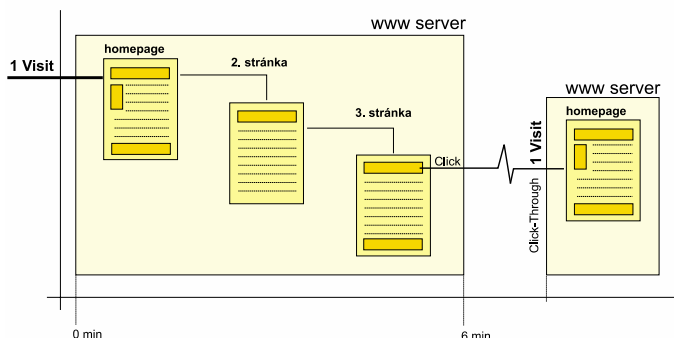 www server
homepage
1 Visit
2. stránka
3. stránka
Click
www server
homepage
1 Visit
Click-Through
0 min
6 min